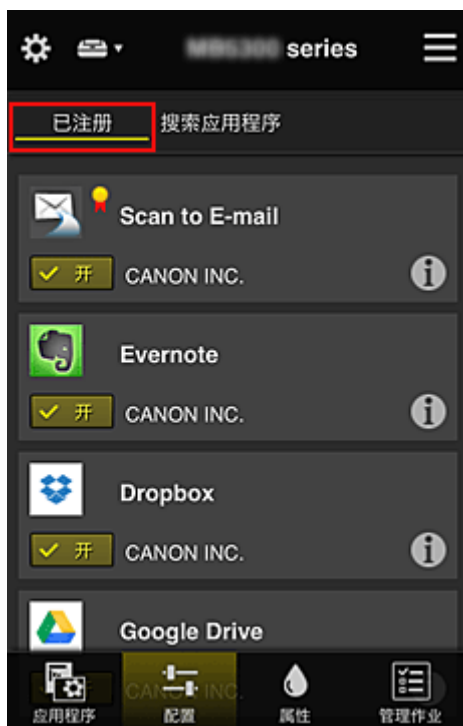 series
已注册
搜索应用程序
Scan to E-mail
开
CANON INC.
Evernote
开
CANON INC.
Dropbox
开
CANON INC.
Google Drive
应用程序
配置
属性
管理作业